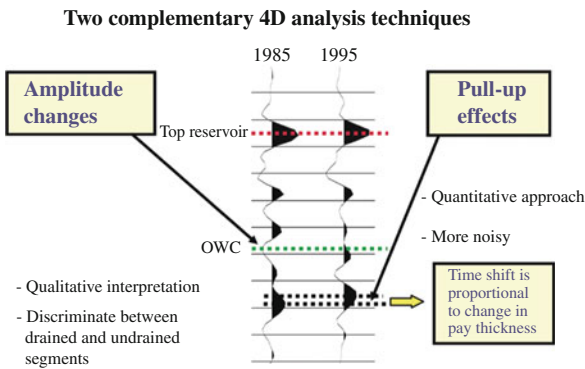 Two complementary 4D analysis techniques
1985
1995
Amplitude
changes
Pull-up
effects
Top reservoir
- Quantitative approach
- More noisy
OWC
- Qualitative interpretation
- Discriminate between
drained and undrained
segments
Time shift is
proportional
to change in
pay thickness